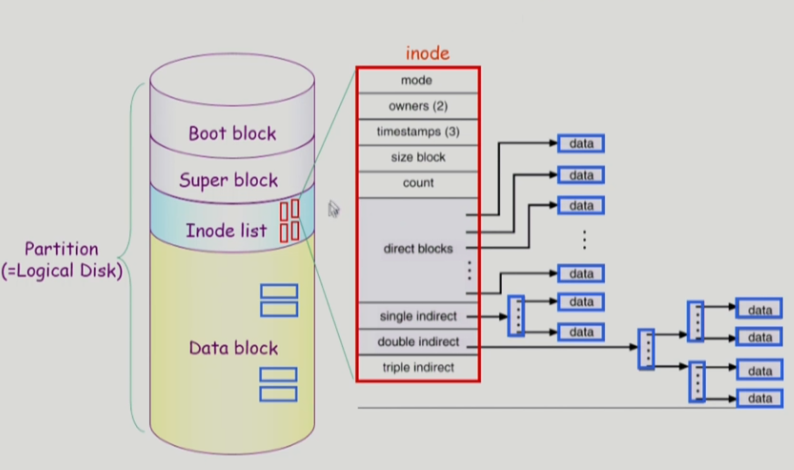 inode
mode
owners (2)
timestamps (3)
size block
count
direct blocks
single indirect
double indirect
triple indirect
Boot block
Super block
Inode list
Data block
Partition
(=Logical Disk)
data
data
data
data
data
data
data
data
data
data